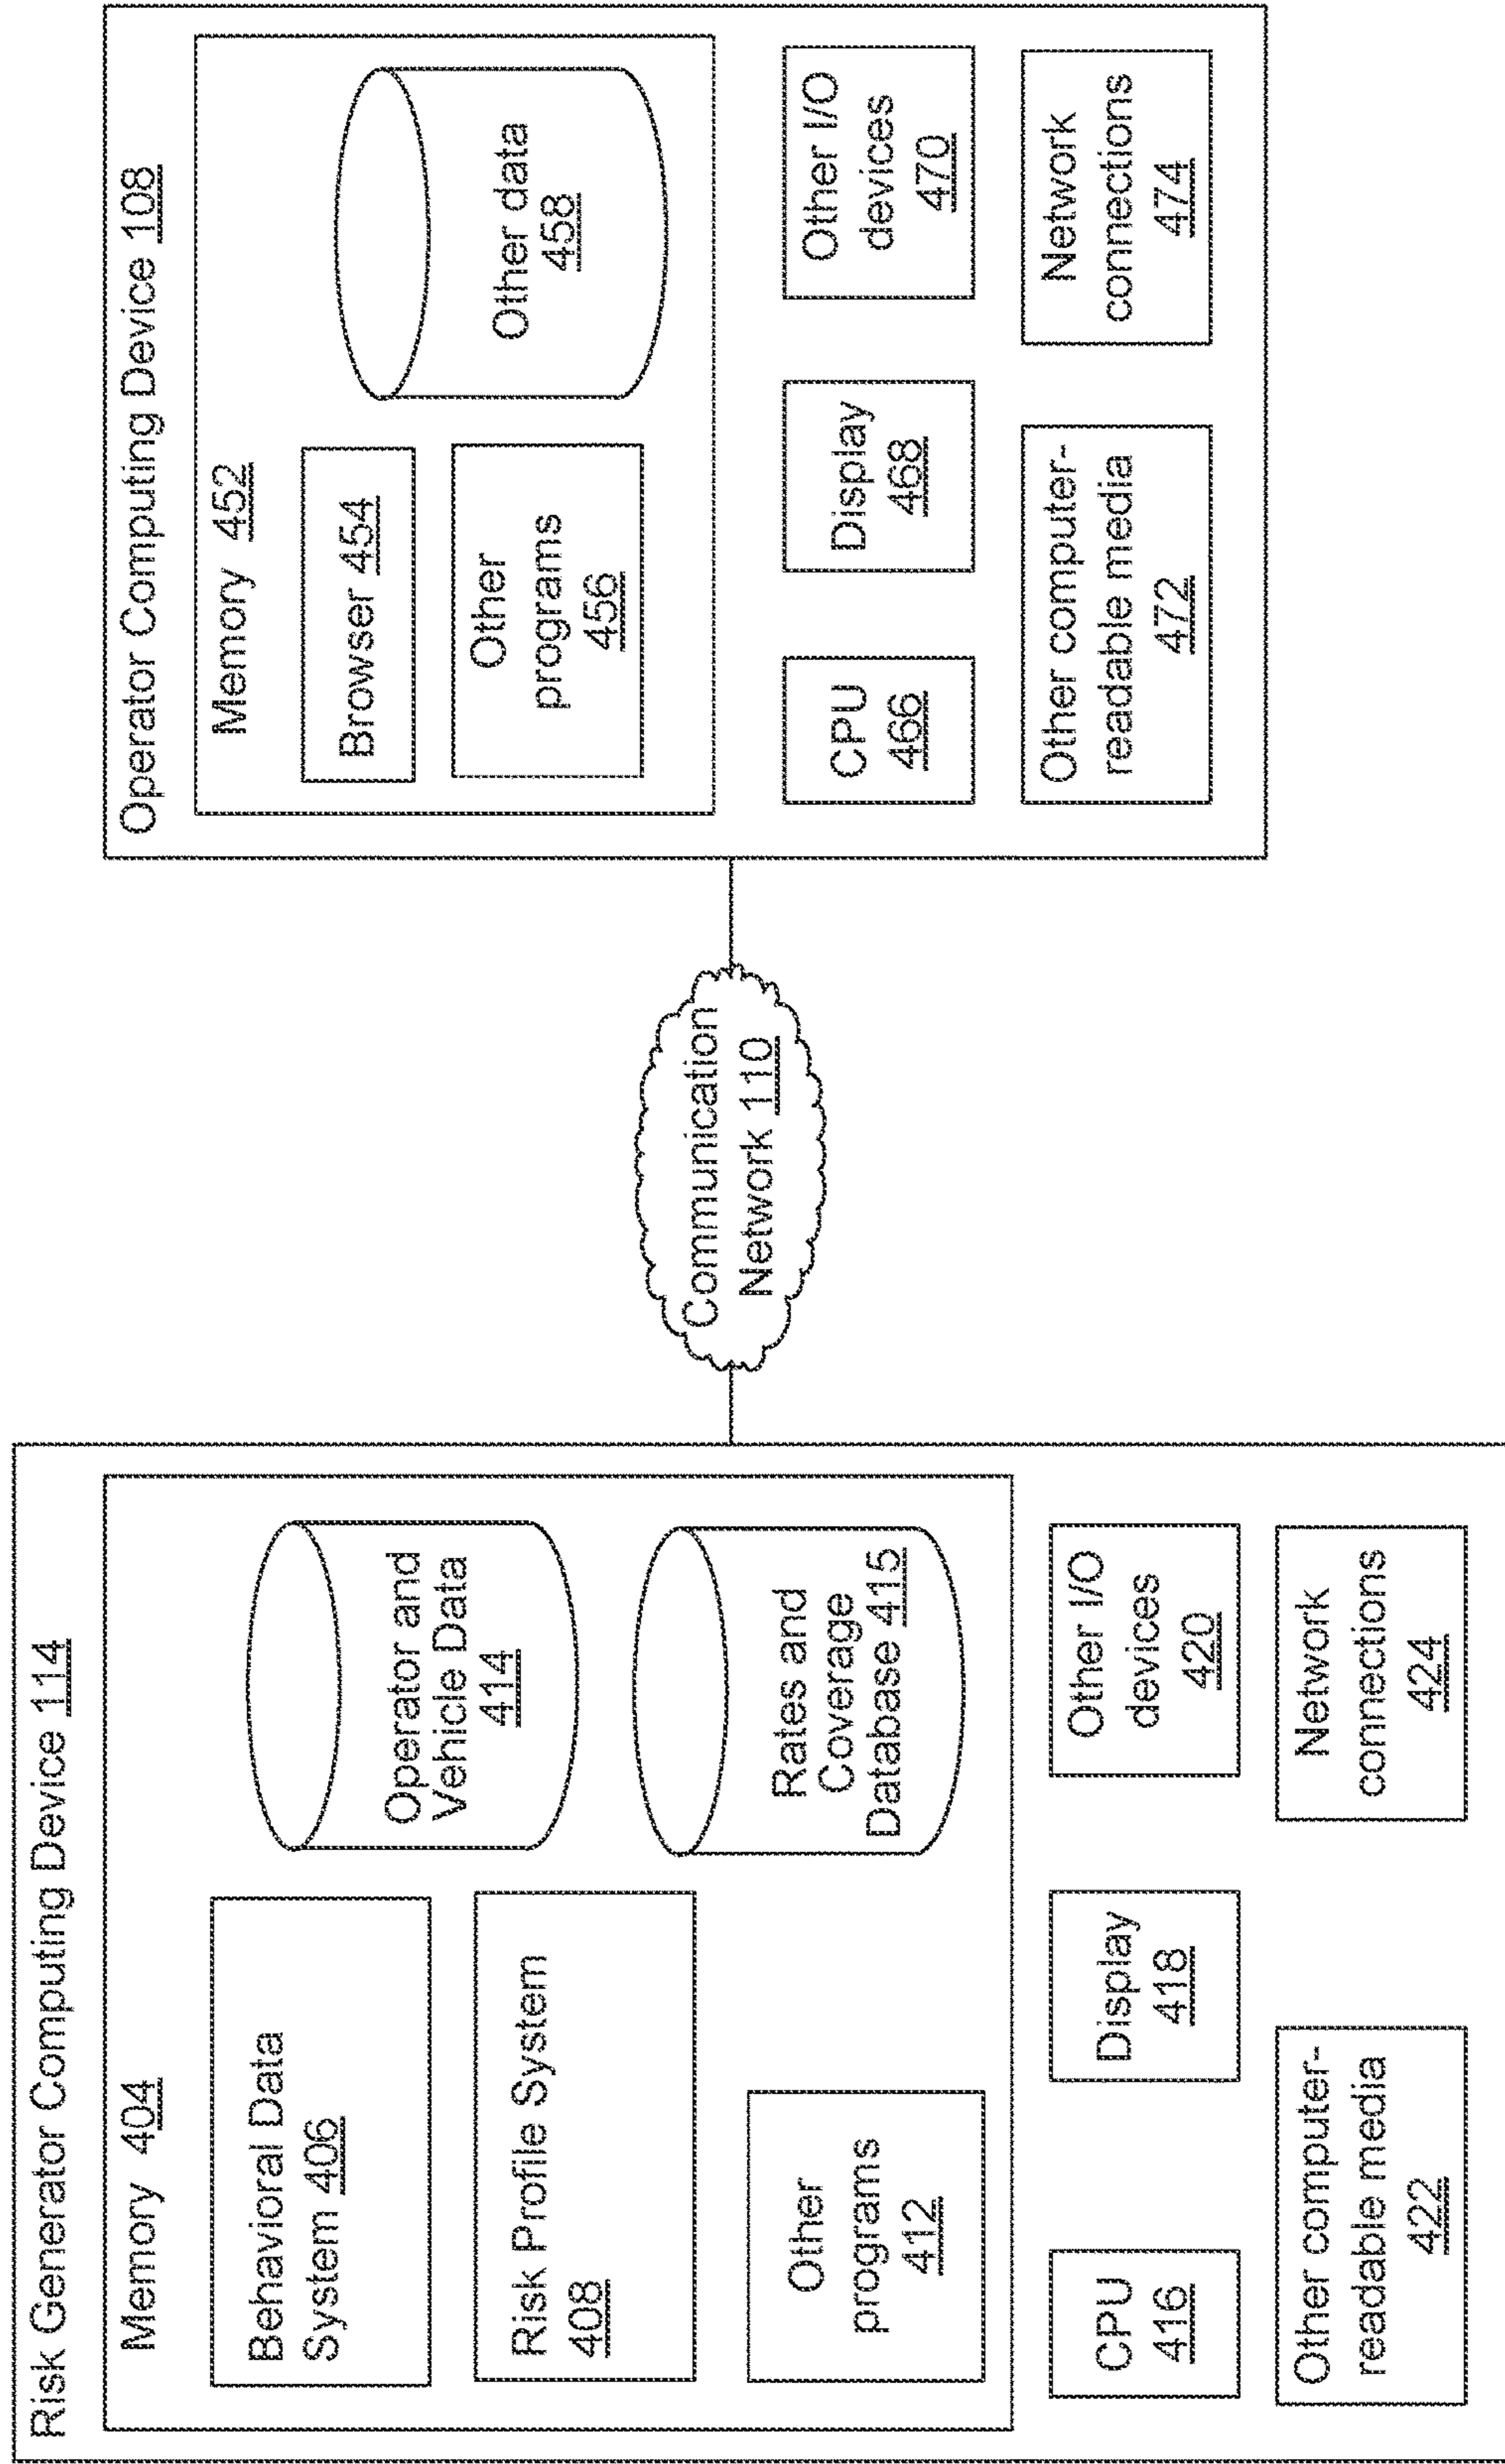 Risk Generator Computing Device 114
Memory 404
Behavioral Data
System 406
Risk Profile System
408
Other
programs
412
Operator and
Vehicle Data
414
Rates and
Coverage
Database 415
CPU
416
Display
418
Other I/O
devices
420
Other computer-
readable media
422
Network
connections
424
Communication
Network 110
Operator Computing Device 108
Memory 452
Browser 454
Other
programs
456
Other data
458
CPU
466
Display
468
Other I/O
devices
470
Other computer-
readable media
472
Network
connections
474